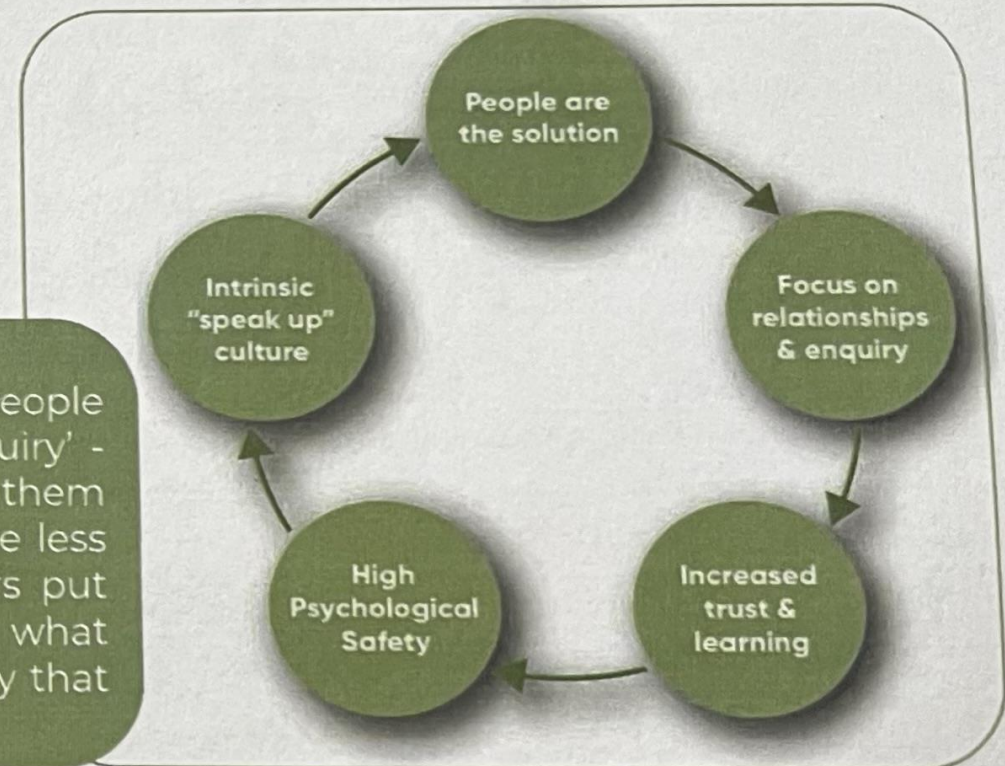 People are
the solution
Focus on
relationships
& enquiry
Increased
trust &
learning
High
Psychological
Safety
Intrinsic
“speak up”
culture
eople
uiry’ -
them
e less
s put
what
y that